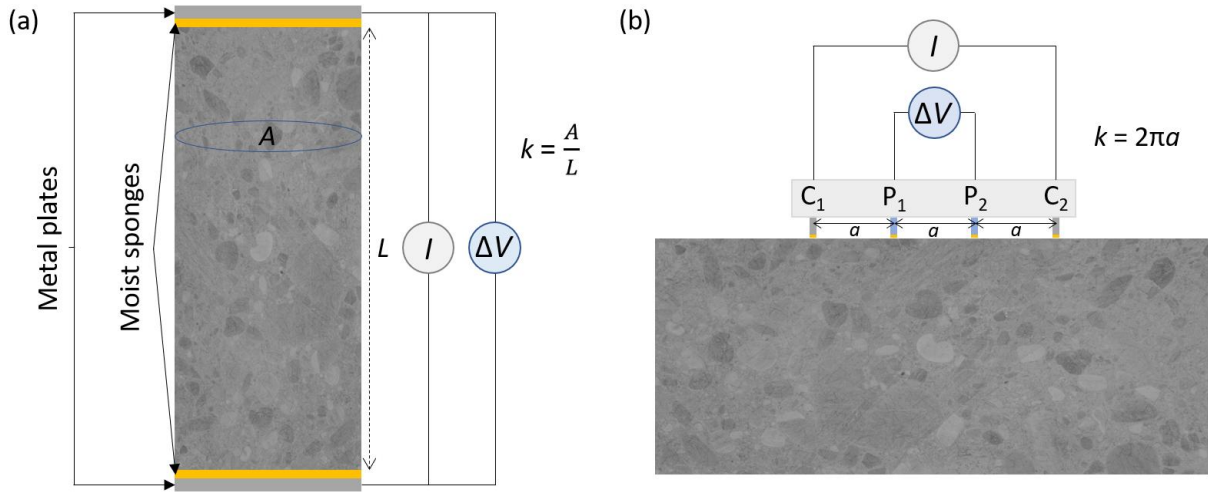 (a)
Metal plates
Moist sponges
A
L
I
ΔV
k = A/L
(b)
I
ΔV
k = 2πa
C₁ P₁ P₂ C₂
a a a